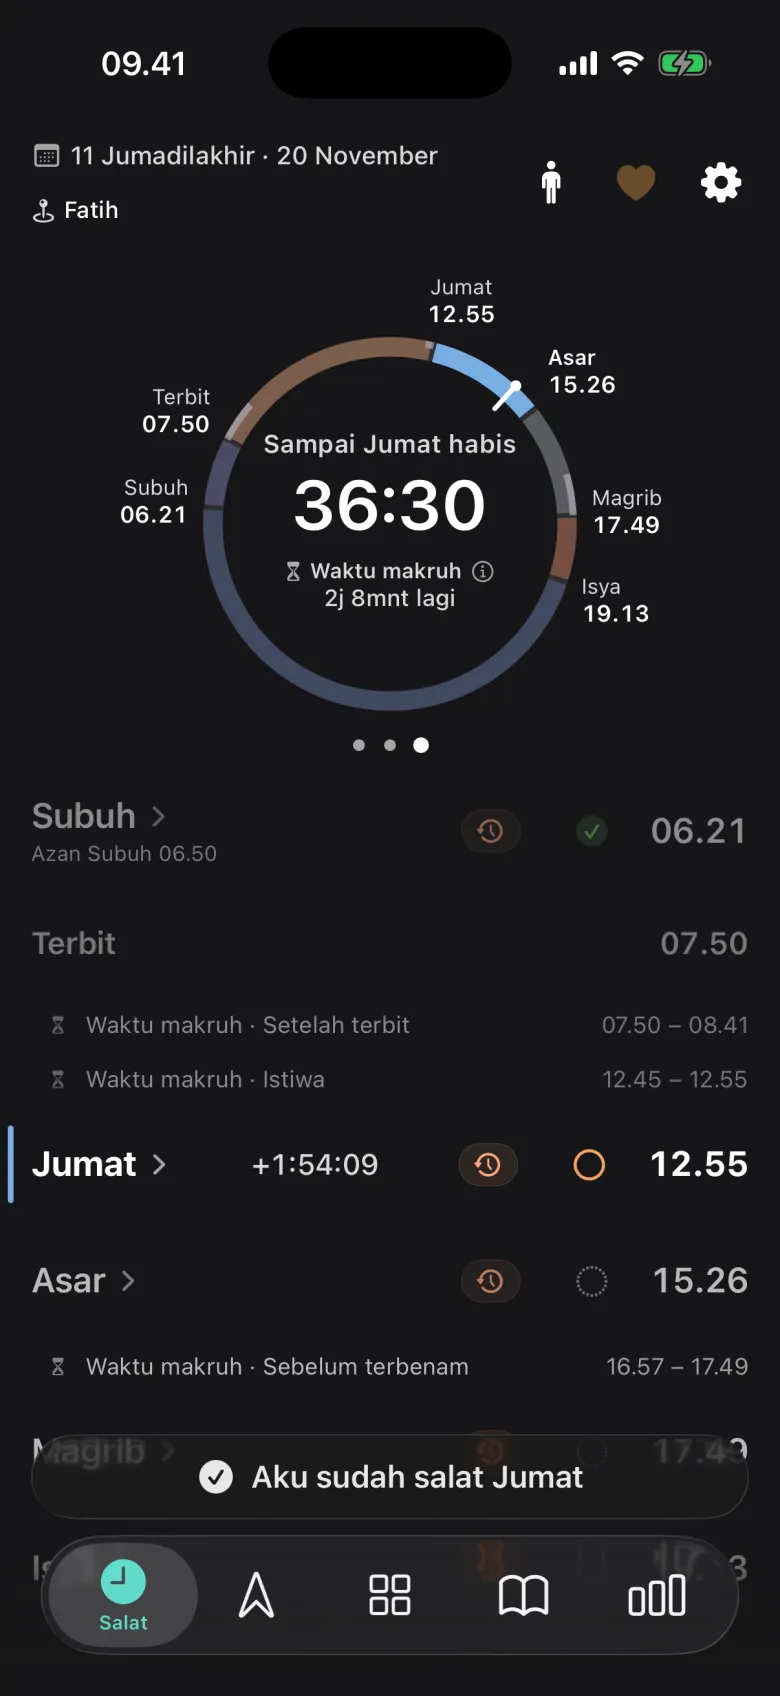 09.41
11 Jumadilakhir · 20 November
Fatih
Jumat
12.55
Asar
15.26
Terbit
07.50
Sampai Jumat habis
Subuh
06.21
36:30
Magrib
17.49
Waktu makruh
2j 8mnt lagi
Isya
19.13
Subuh 06.21
Azan Subuh 06.50
Terbit 07.50
Waktu makruh · Setelah terbit 07.50 – 08.41
Waktu makruh · Istiwa 12.45 – 12.55
Jumat +1:54:09 12.55
Asar 15.26
Waktu makruh · Sebelum terbenam 16.57 – 17.49
Magrib 17.49
Aku sudah salat Jumat
Salat